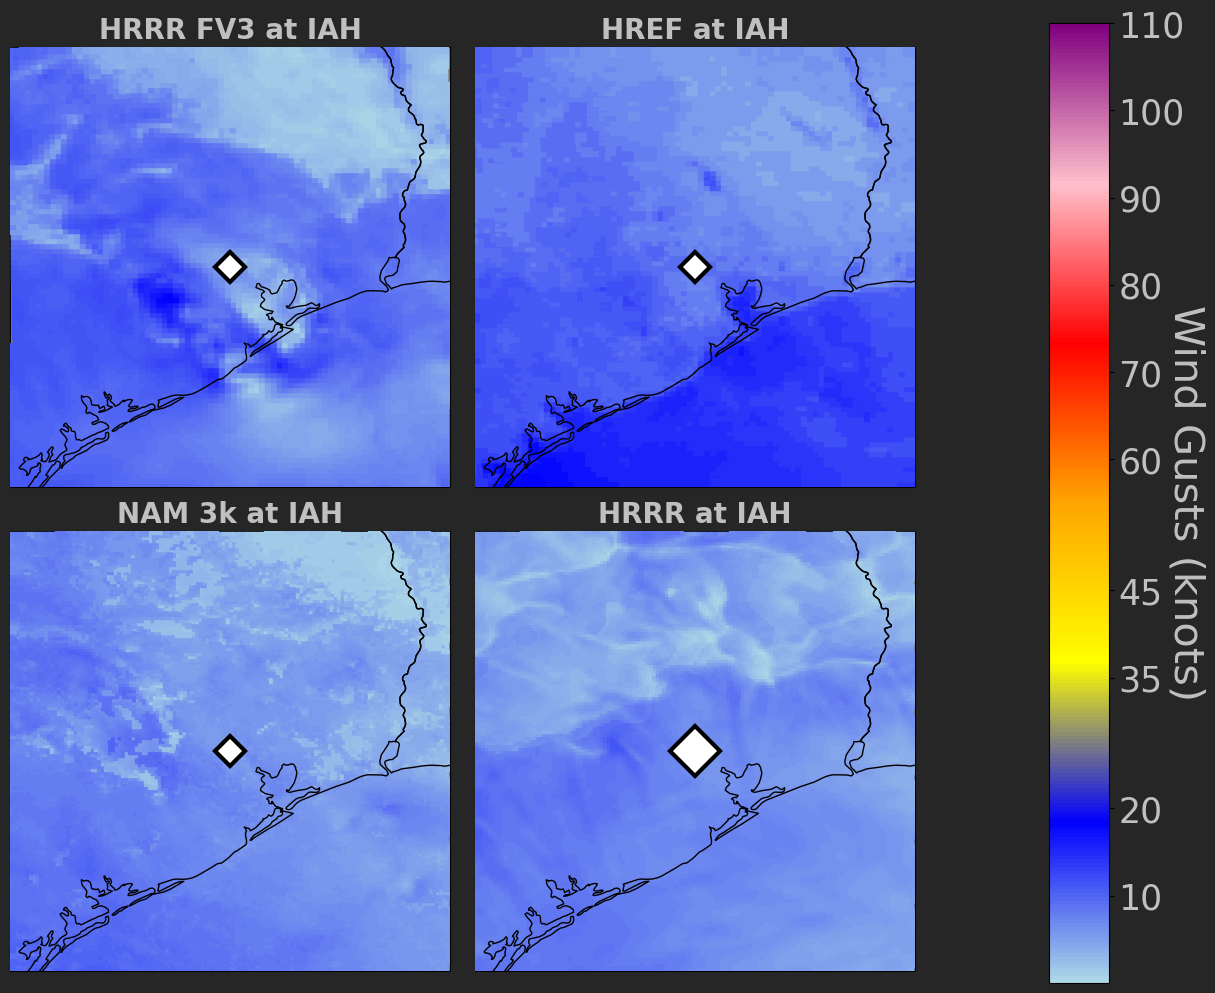 HRRR FV3 at IAH
HREF at IAH
NAM 3k at IAH
HRRR at IAH
110
100
90
80
70
60
45
35
20
10
Wind Gusts (knots)